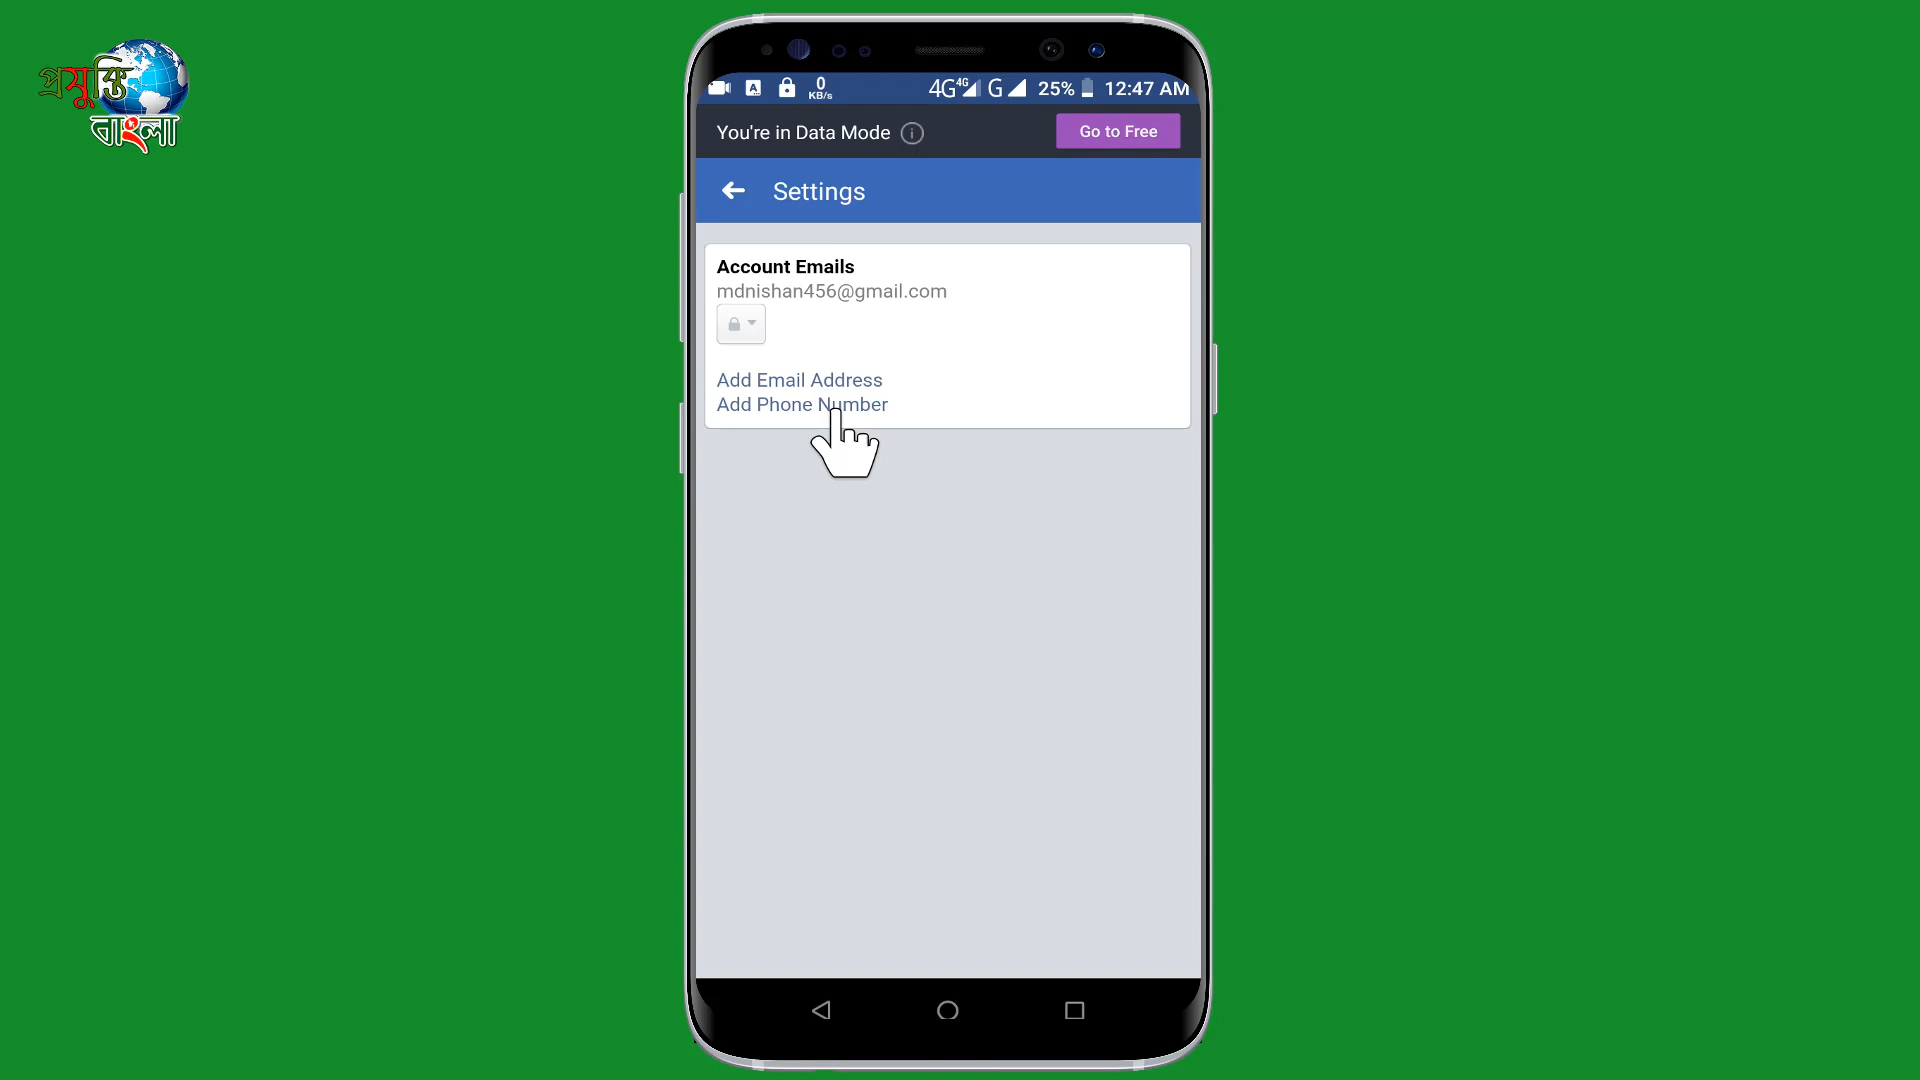 প্রযুক্তি
বাংলা
0
KB/s
4G 4G G 25% 12:47 AM
You're in Data Mode
Go to Free
Settings
Account Emails
mdnishan456@gmail.com
Add Email Address
Add Phone Number